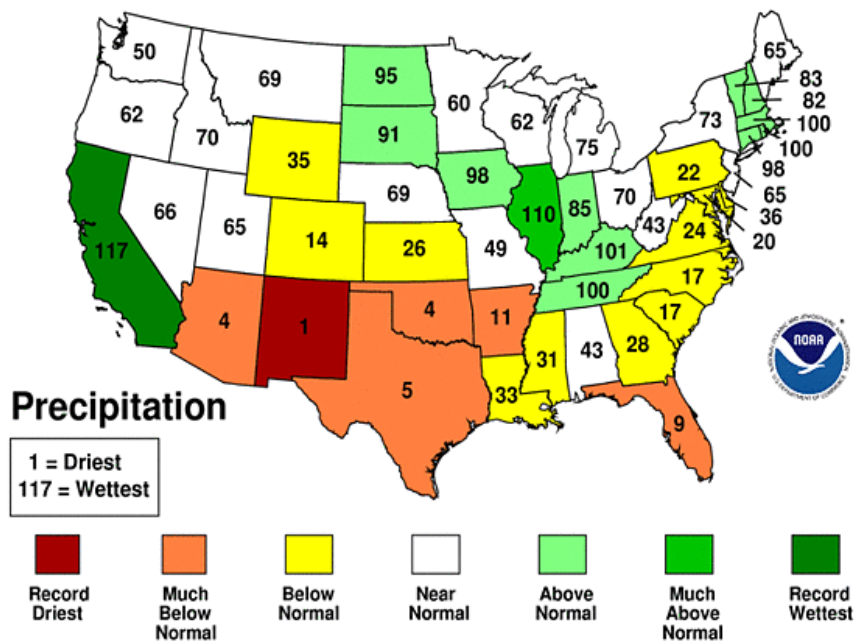 50
69
95
60
65
83
82
100
100
98
65
36
20
62
70
35
91
62
75
73
22
117
66
65
14
69
98
110
85
70
43
24
26
49
101
17
4
1
4
11
100
17
5
33
31
43
28
9
NOAA
Precipitation
1 = Driest
117 = Wettest
Record
Driest
Much
Below
Normal
Below
Normal
Near
Normal
Above
Normal
Much
Above
Normal
Record
Wettest